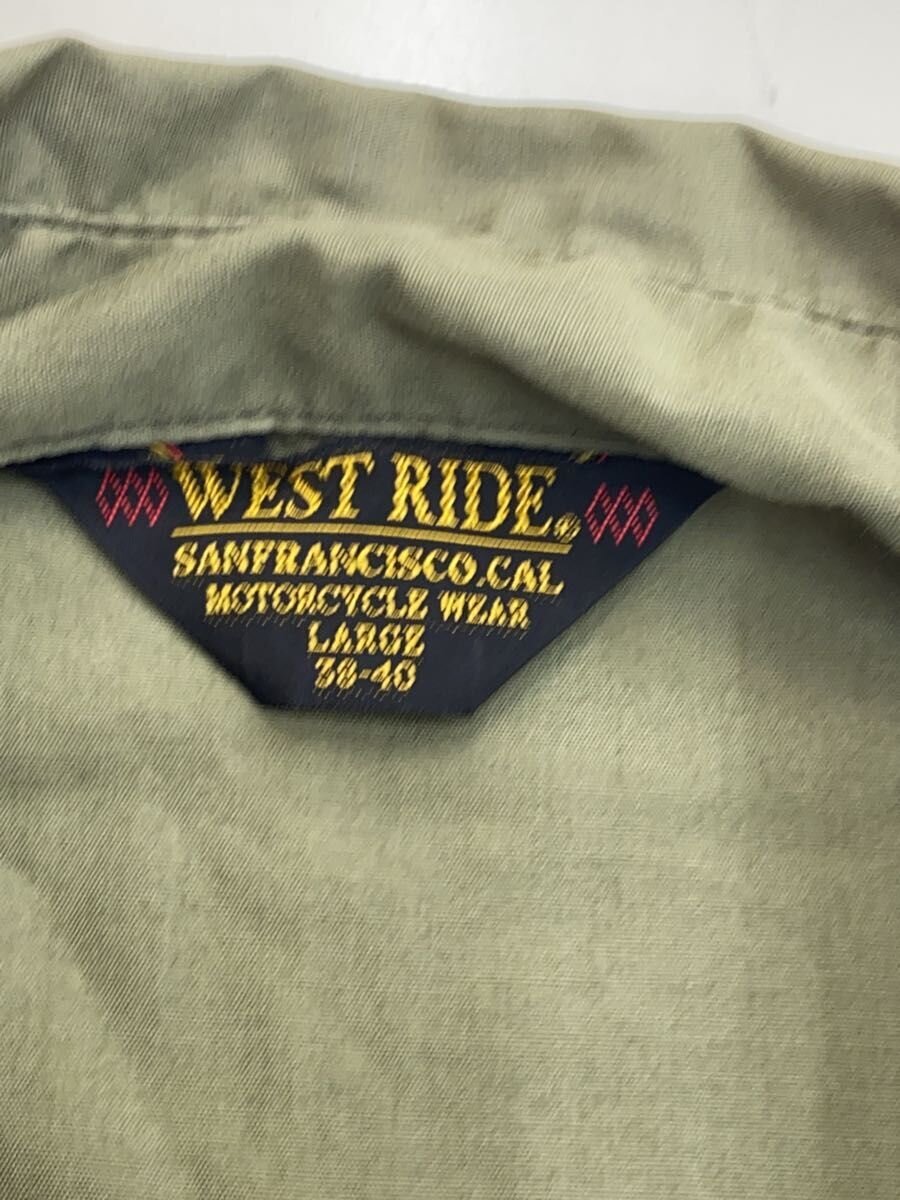 WEST RIDE®
SANFRANCISCO.CAL
MOTORCYCLE WEAR
LARGE
38-40